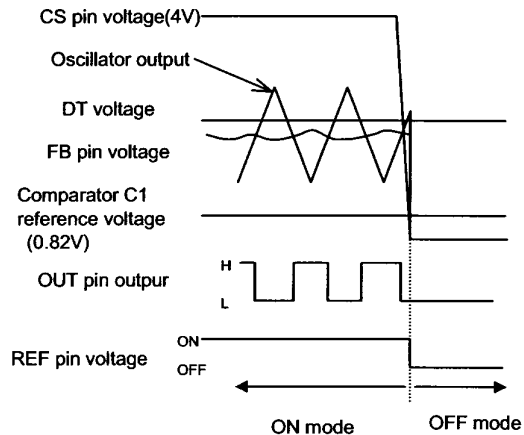 CS pin voltage(4V)
Oscillator output
DT voltage
FB pin voltage
Comparator C1
reference voltage
(0.82V)
H
OUT pin outpur
L
ON
REF pin voltage
OFF
ON mode
OFF mode